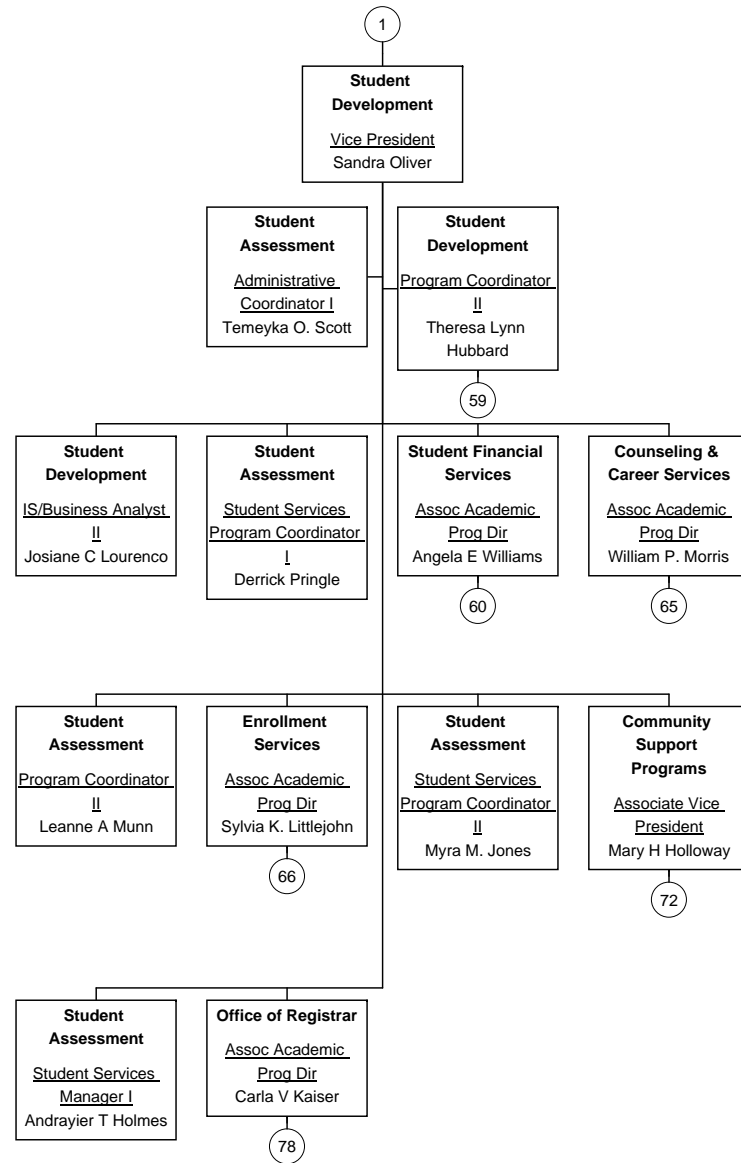 1
Student
Development
Vice President
Sandra Oliver
Student
Assessment
Administrative
Coordinator I
Temeyka O. Scott
Student
Development
Program Coordinator
II
Theresa Lynn
Hubbard
59
Student
Development
IS/Business Analyst
II
Josiane C Lourenco
Student
Assessment
Student Services
Program Coordinator
I
Derrick Pringle
Student Financial
Services
Assoc Academic
Prog Dir
Angela E Williams
60
Counseling &
Career Services
Assoc Academic
Prog Dir
William P. Morris
65
Student
Assessment
Program Coordinator
II
Leanne A Munn
Enrollment
Services
Assoc Academic
Prog Dir
Sylvia K. Littlejohn
66
Student
Assessment
Student Services
Program Coordinator
II
Myra M. Jones
Community
Support
Programs
Associate Vice
President
Mary H Holloway
72
Student
Assessment
Student Services
Manager I
Andrayier T Holmes
Office of Registrar
Assoc Academic
Prog Dir
Carla V Kaiser
78